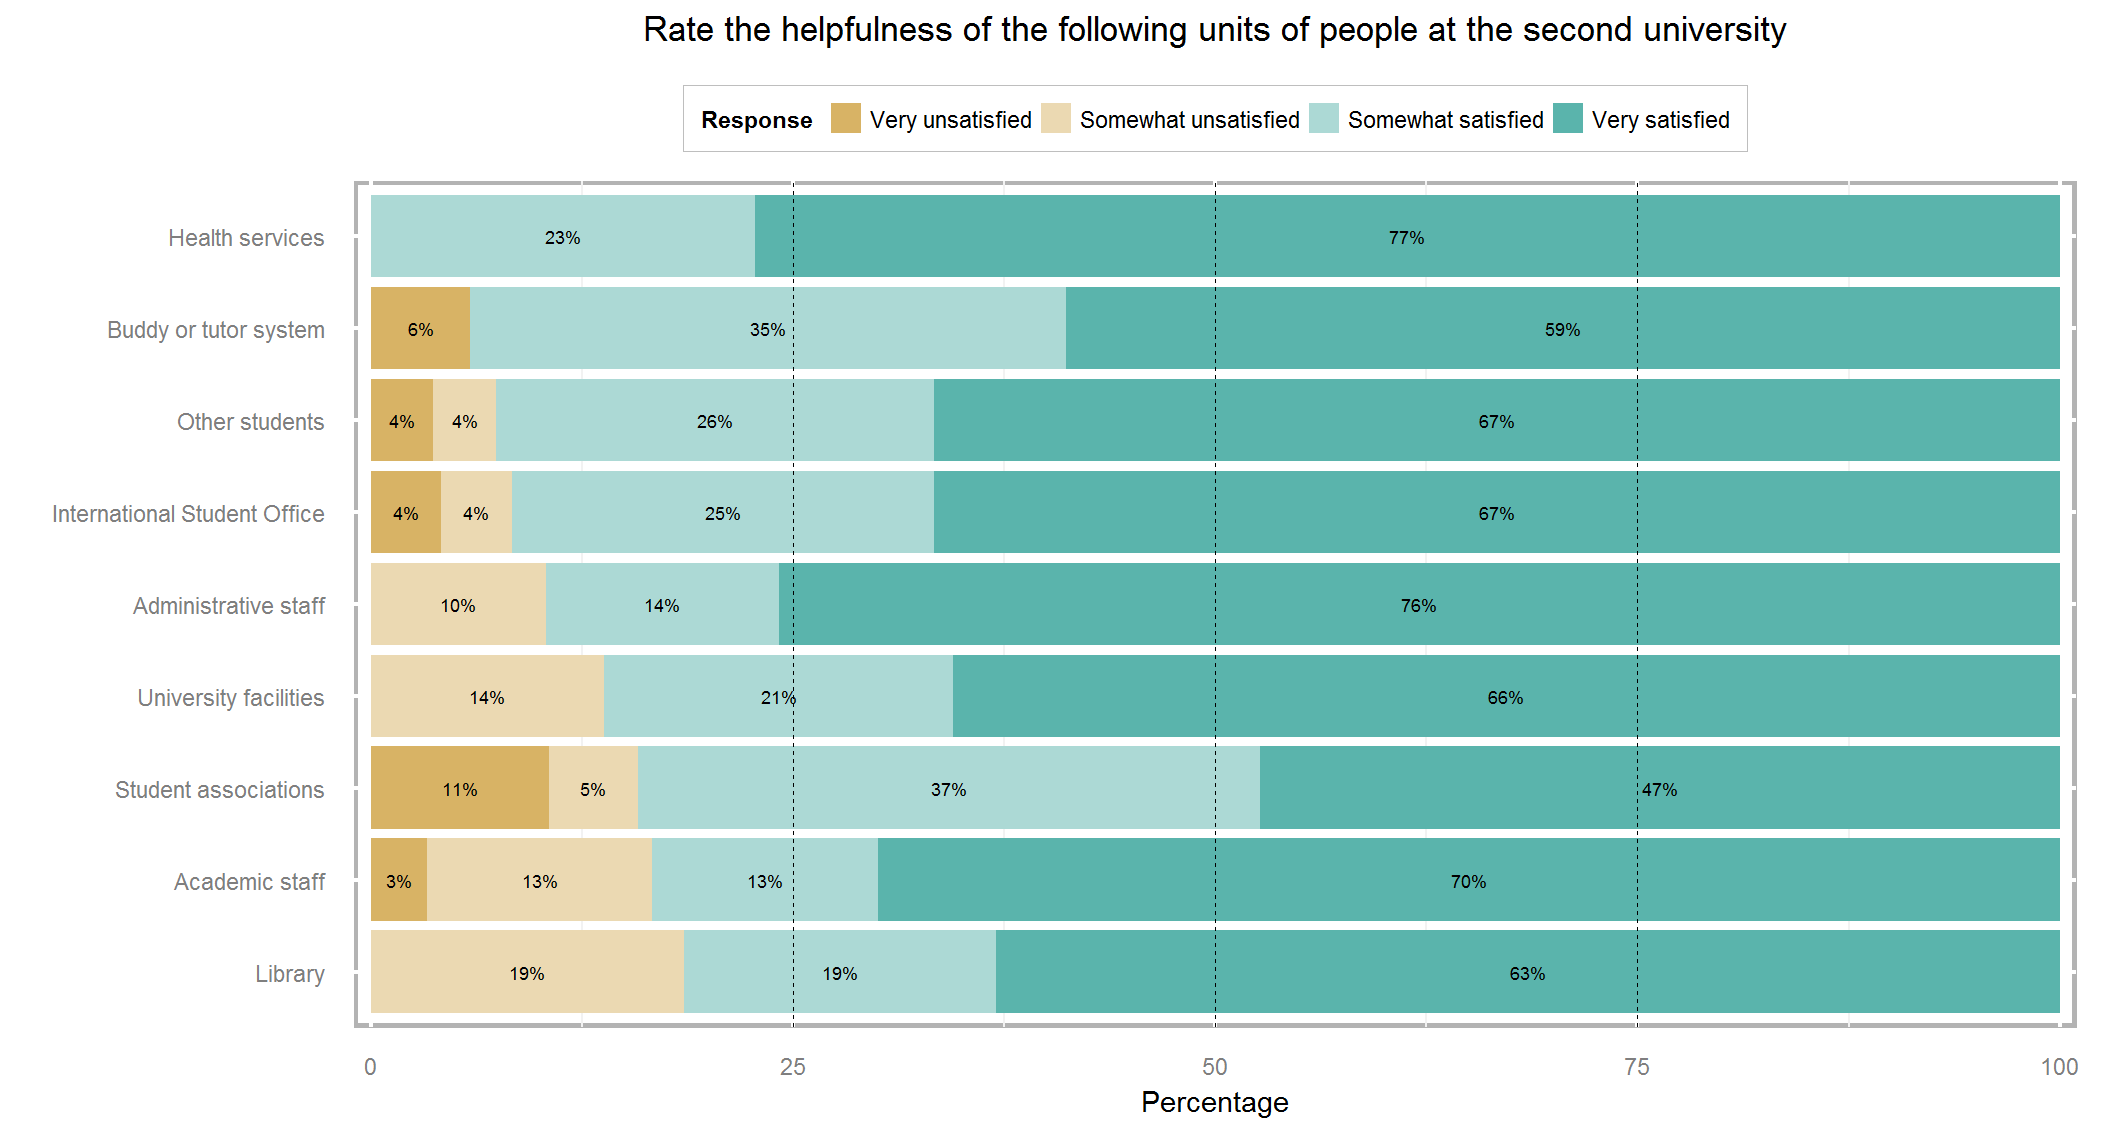 Rate the helpfulness of the following units of people at the second university
Response Very unsatisfied Somewhat unsatisfied Somewhat satisfied Very satisfied
Health services 23% 77%
Buddy or tutor system 6% 35% 59%
Other students 4% 4% 26% 67%
International Student Office 4% 4% 25% 67%
Administrative staff 10% 14% 76%
University facilities 14% 21% 66%
Student associations 11% 5% 37% 47%
Academic staff 3% 13% 13% 70%
Library 19% 19% 63%
0 25 50 75 100
Percentage